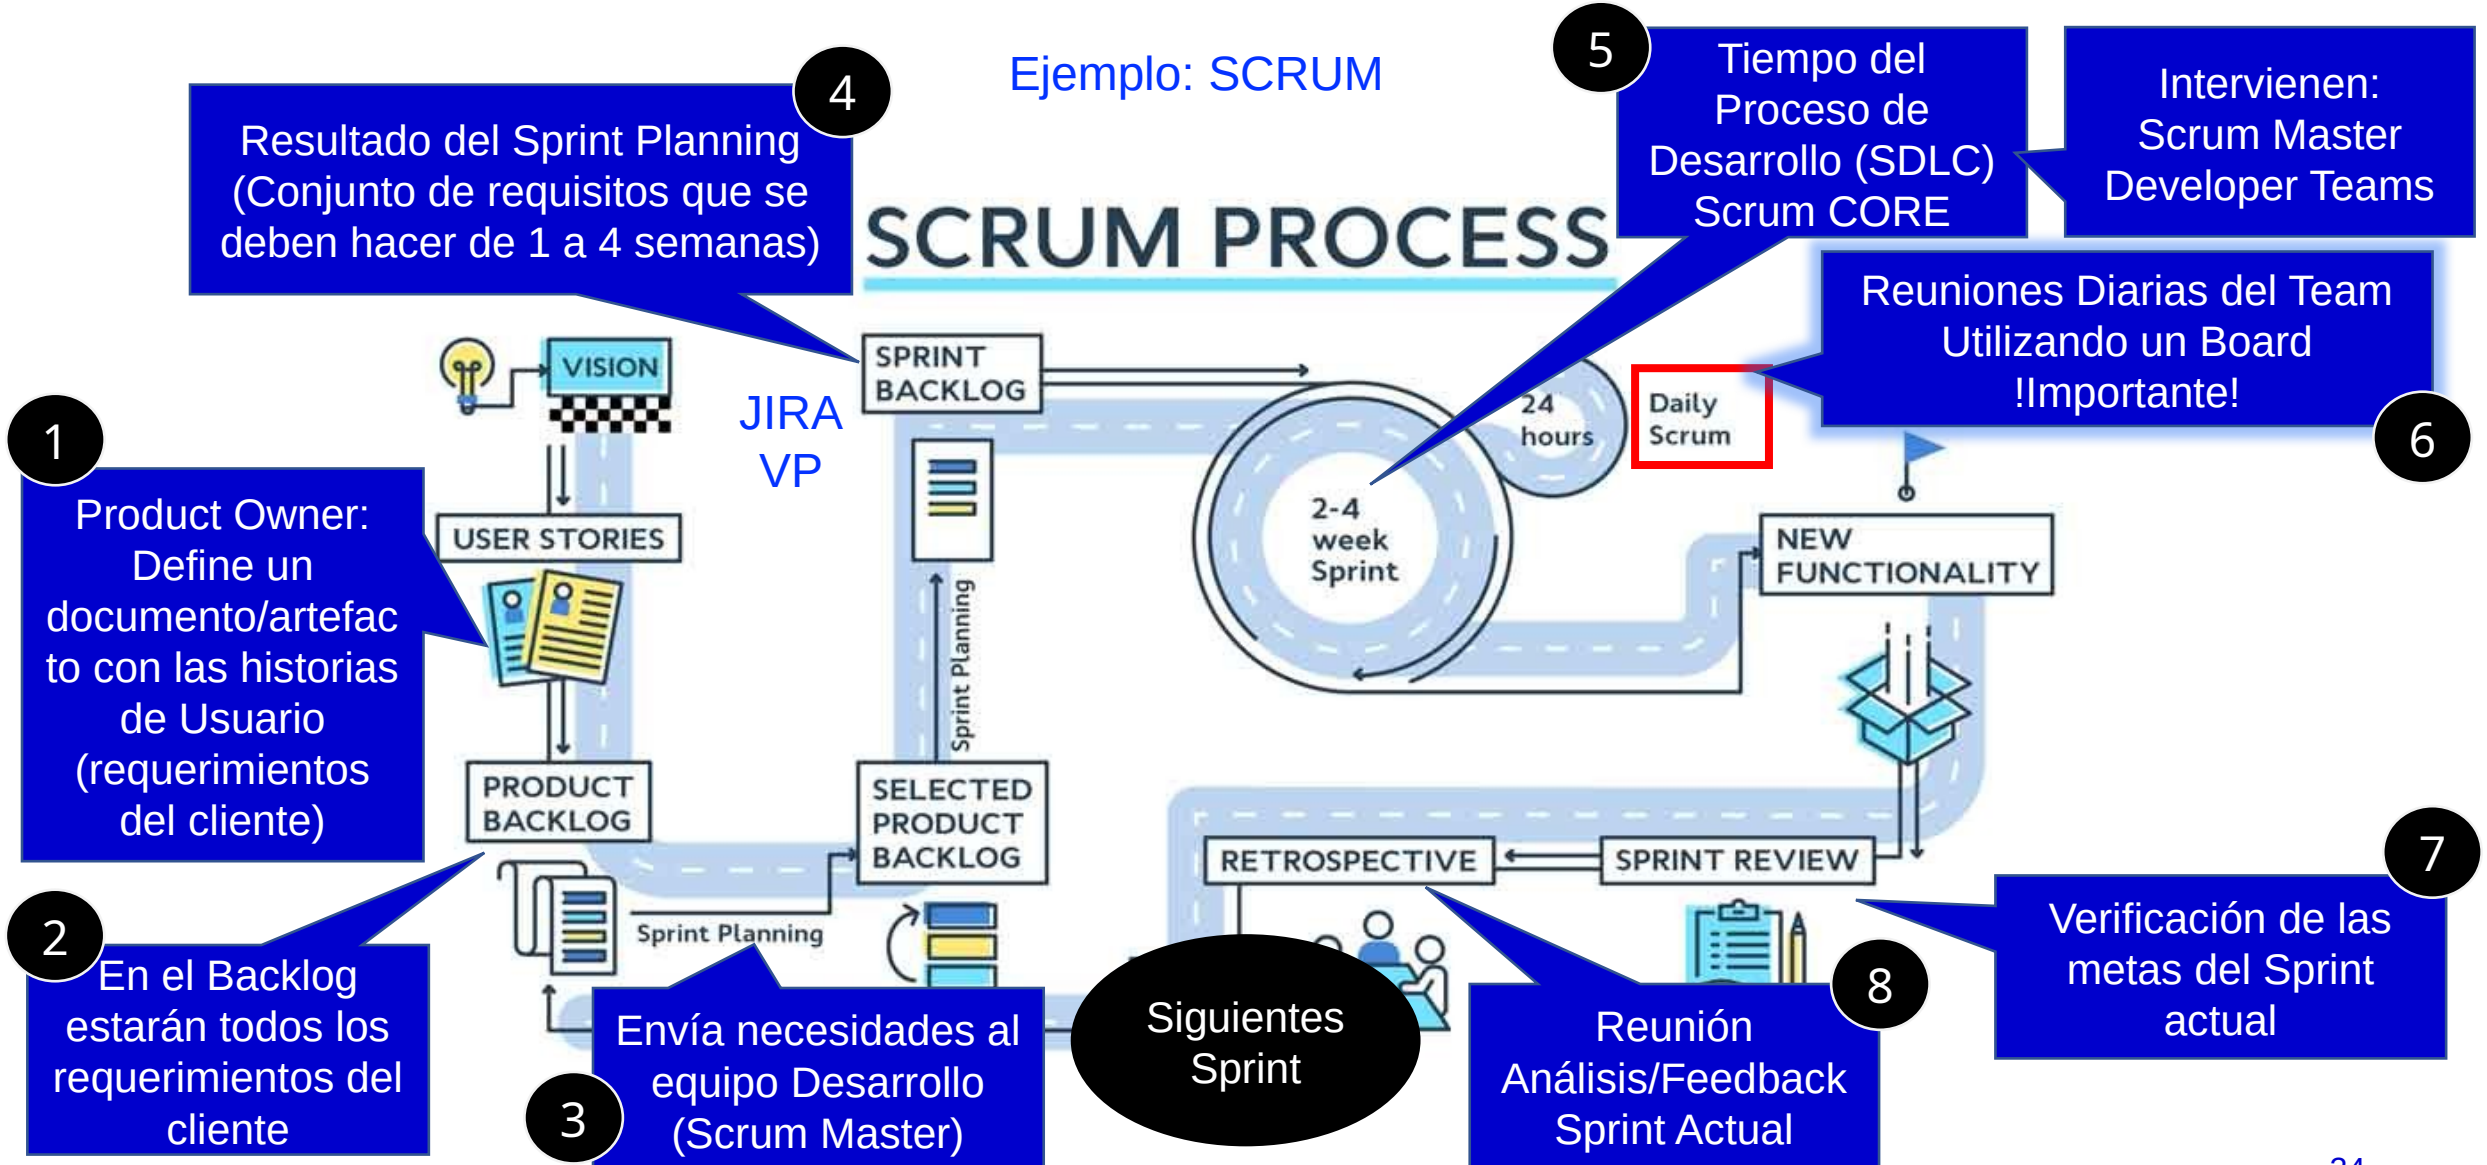 Ejemplo: SCRUM
4
Resultado del Sprint Planning
(Conjunto de requisitos que se
deben hacer de 1 a 4 semanas)
5
Tiempo del
Proceso de
Desarrollo (SDLC)
Scrum CORE
Intervienen:
Scrum Master
Developer Teams
SCRUM PROCESS
Reuniones Diarias del Team
Utilizando un Board
!Importante!
6
VISION
SPRINT
BACKLOG
JIRA
VP
24
hours
Daily
Scrum
1
Product Owner:
Define un
documento/artefac
to con las historias
de Usuario
(requerimientos
del cliente)
USER STORIES
2-4
week
Sprint
NEW
FUNCTIONALITY
Sprint Planning
PRODUCT
BACKLOG
SELECTED
PRODUCT
BACKLOG
RETROSPECTIVE
SPRINT REVIEW
7
Verificación de las
metas del Sprint
actual
2
En el Backlog
estarán todos los
requerimientos del
cliente
Sprint Planning
3
Envía necesidades al
equipo Desarrollo
(Scrum Master)
Siguientes
Sprint
8
Reunión
Análisis/Feedback
Sprint Actual